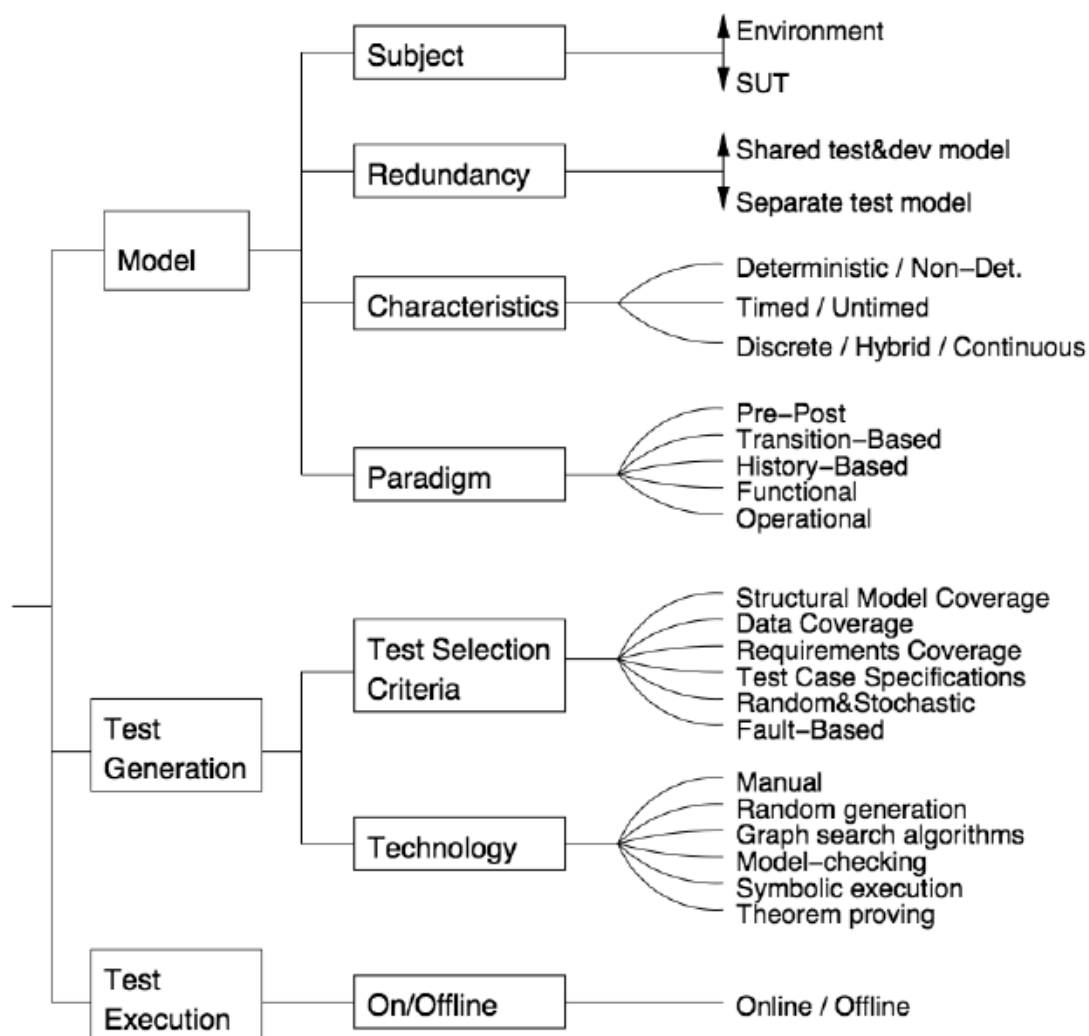 Subject
Environment
SUT
Redundancy
Shared test&dev model
Separate test model
Model
Characteristics
Deterministic / Non–Det.
Timed / Untimed
Discrete / Hybrid / Continuous
Paradigm
Pre–Post
Transition–Based
History–Based
Functional
Operational
Test
Generation
Test Selection
Criteria
Structural Model Coverage
Data Coverage
Requirements Coverage
Test Case Specifications
Random&Stochastic
Fault–Based
Technology
Manual
Random generation
Graph search algorithms
Model–checking
Symbolic execution
Theorem proving
Test
Execution
On/Offline
Online / Offline